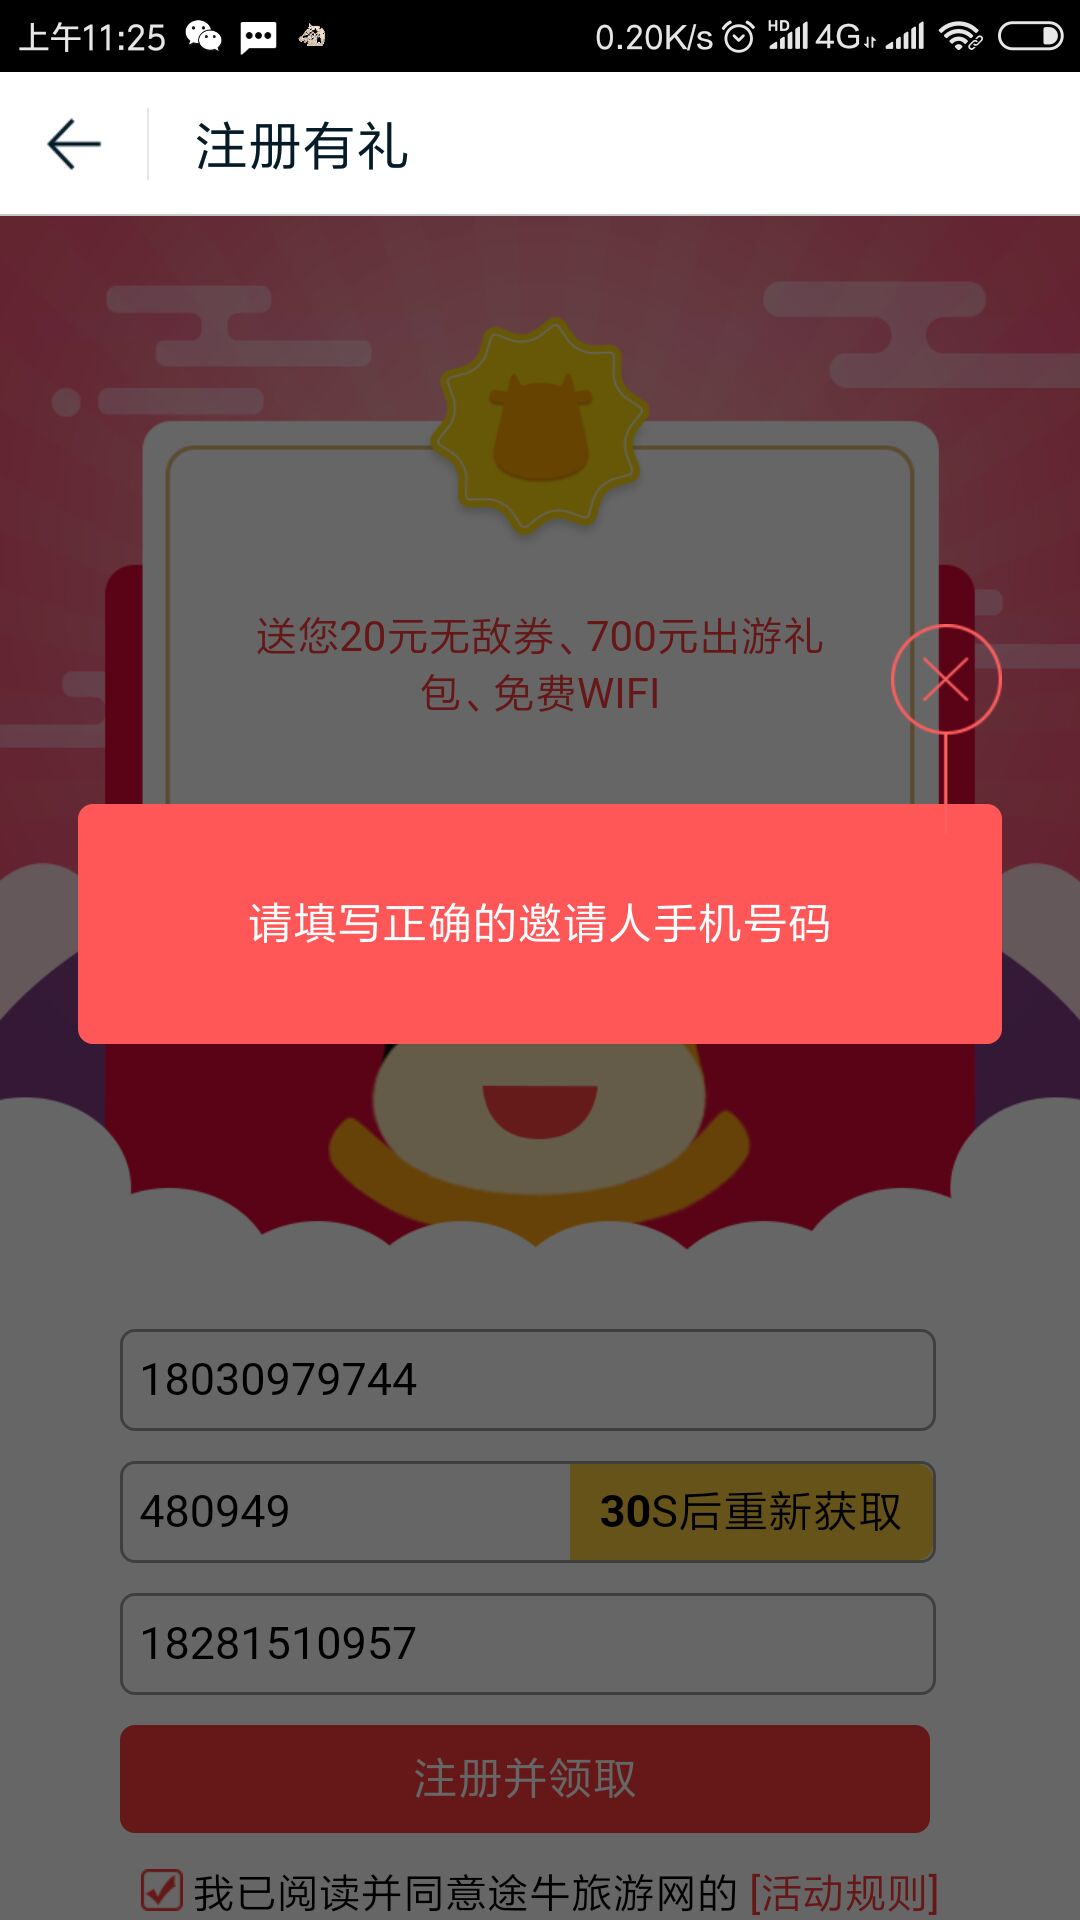 上午11:25
0.20K/s
HD
4G
注册有礼
送您20元无敌券、700元出游礼
包、免费WIFI
请填写正确的邀请人手机号码
18030979744
480949
30S后重新获取
18281510957
注册并领取
我已阅读并同意途牛旅游网的 [活动规则]